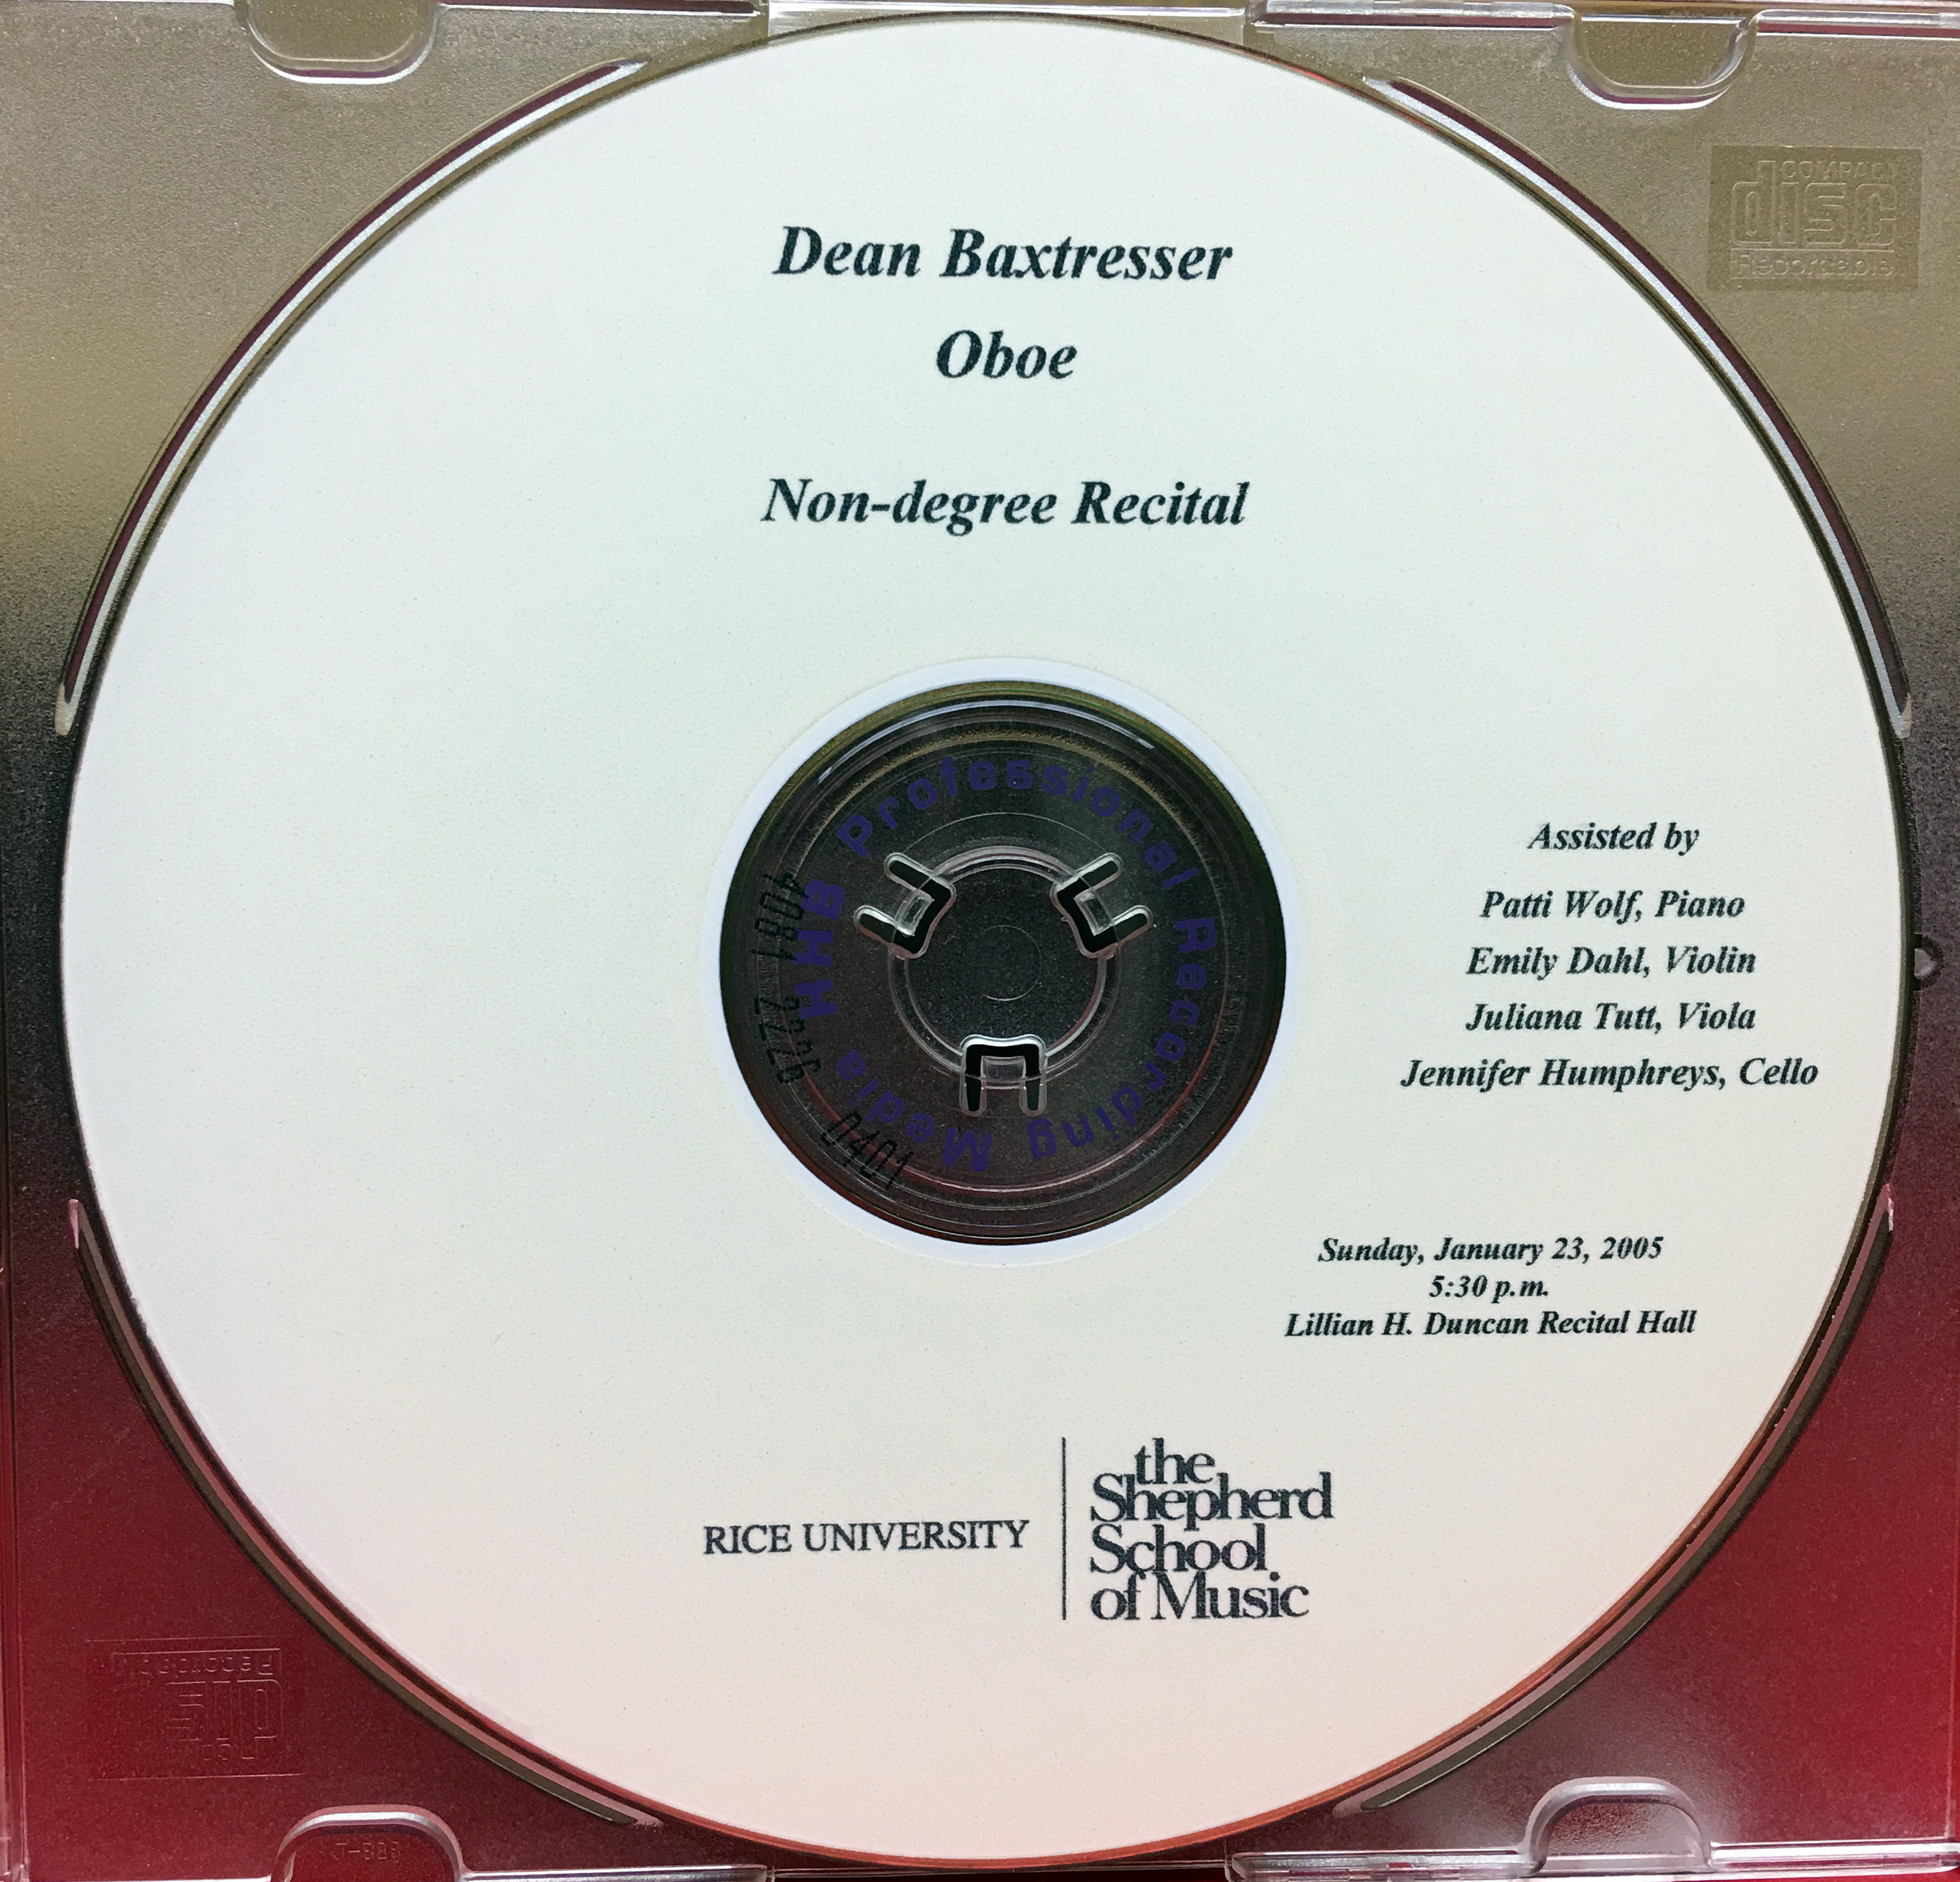 Dean Baxtresser
Oboe
Non-degree Recital
COMPACT
disc
Recordable
HHB Professional Recording Media
0401
Assisted by
Patti Wolf, Piano
Emily Dahl, Violin
Juliana Tutt, Viola
Jennifer Humphreys, Cello
Sunday, January 23, 2005
5:30 p.m.
Lillian H. Duncan Recital Hall
RICE UNIVERSITY
the
Shepherd
School
of Music